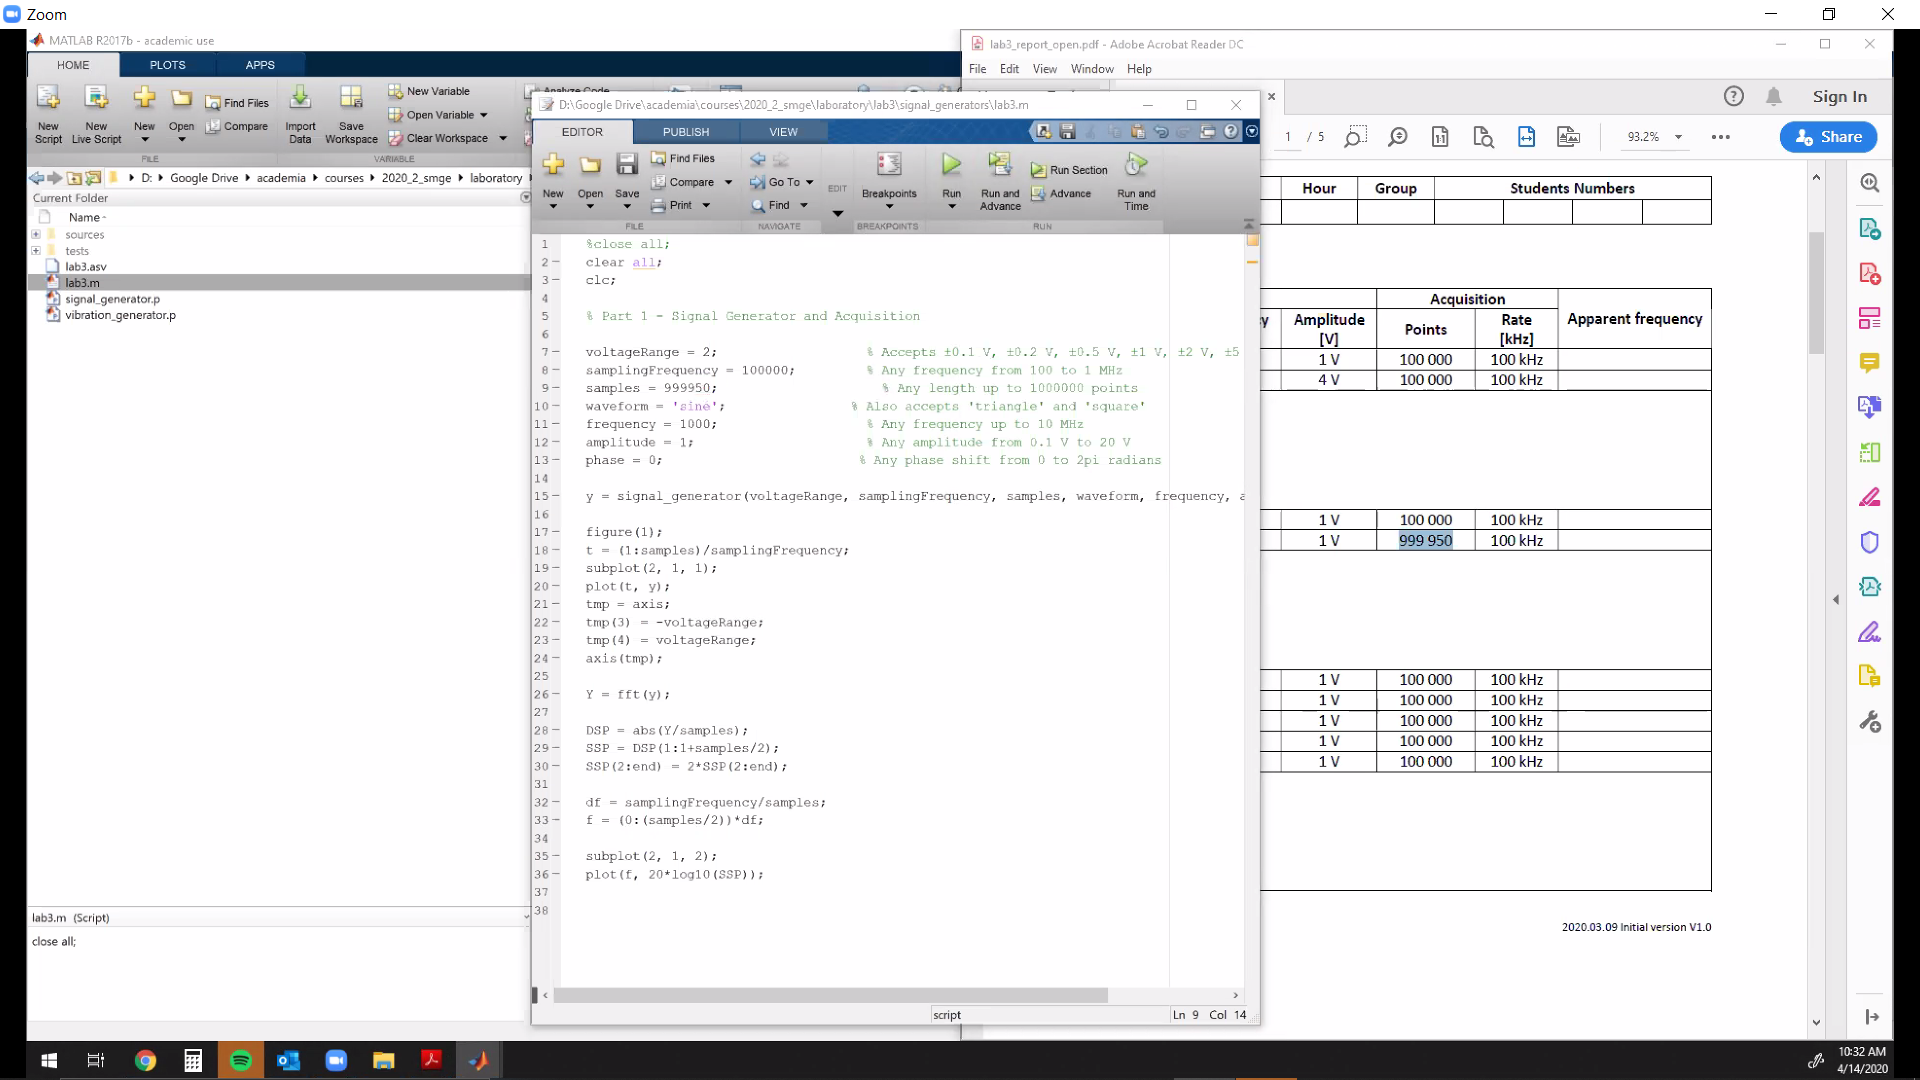 Zoom
MATLAB R2017b - academic use
HOME PLOTS APPS
New Script
New Live Script
New
Open
Find Files
Compare
Import Data
Save Workspace
New Variable
Open Variable
Clear Workspace
FILE
VARIABLE
D: Google Drive academia courses 2020_2_smge laboratory
Current Folder
Name
sources
tests
lab3.asv
lab3.m
signal_generator.p
vibration_generator.p
lab3.m (Script)
close all;
D:\Google Drive\academia\courses\2020_2_smge\laboratory\lab3\signal_generators\lab3.m
EDITOR PUBLISH VIEW
New
Open
Save
Find Files
Compare
Print
Go To
Find
EDIT
Breakpoints
Run
Run and Advance
Run Section
Advance
Run and Time
FILE NAVIGATE BREAKPOINTS RUN
1 %close all;
2 clear all;
3 clc;
4
5 % Part 1 - Signal Generator and Acquisition
6
7 voltageRange = 2; % Accepts ±0.1 V, ±0.2 V, ±0.5 V, ±1 V, ±2 V, ±5
8 samplingFrequency = 100000; % Any frequency from 100 to 1 MHz
9 samples = 999950; % Any length up to 1000000 points
10 waveform = 'sine'; % Also accepts 'triangle' and 'square'
11 frequency = 1000; % Any frequency up to 10 MHz
12 amplitude = 1; % Any amplitude from 0.1 V to 20 V
13 phase = 0; % Any phase shift from 0 to 2pi radians
14
15 y = signal_generator(voltageRange, samplingFrequency, samples, waveform, frequency, a
16
17 figure(1);
18 t = (1:samples)/samplingFrequency;
19 subplot(2, 1, 1);
20 plot(t, y);
21 tmp = axis;
22 tmp(3) = -voltageRange;
23 tmp(4) = voltageRange;
24 axis(tmp);
25
26 Y = fft(y);
27
28 DSP = abs(Y/samples);
29 SSP = DSP(1:1+samples/2);
30 SSP(2:end) = 2*SSP(2:end);
31
32 df = samplingFrequency/samples;
33 f = (0:(samples/2))*df;
34
35 subplot(2, 1, 2);
36 plot(f, 20*log10(SSP));
37
38
script Ln 9 Col 14
lab3_report_open.pdf - Adobe Acrobat Reader DC
File Edit View Window Help
Sign In
1 / 5 93.2% Share
Hour Group Students Numbers
Acquisition
Amplitude [V] Points Rate [kHz] Apparent frequency
1 V 100 000 100 kHz
4 V 100 000 100 kHz
1 V 100 000 100 kHz
1 V 999 950 100 kHz
1 V 100 000 100 kHz
1 V 100 000 100 kHz
1 V 100 000 100 kHz
1 V 100 000 100 kHz
1 V 100 000 100 kHz
2020.03.09 Initial version V1.0
10:32 AM
4/14/2020